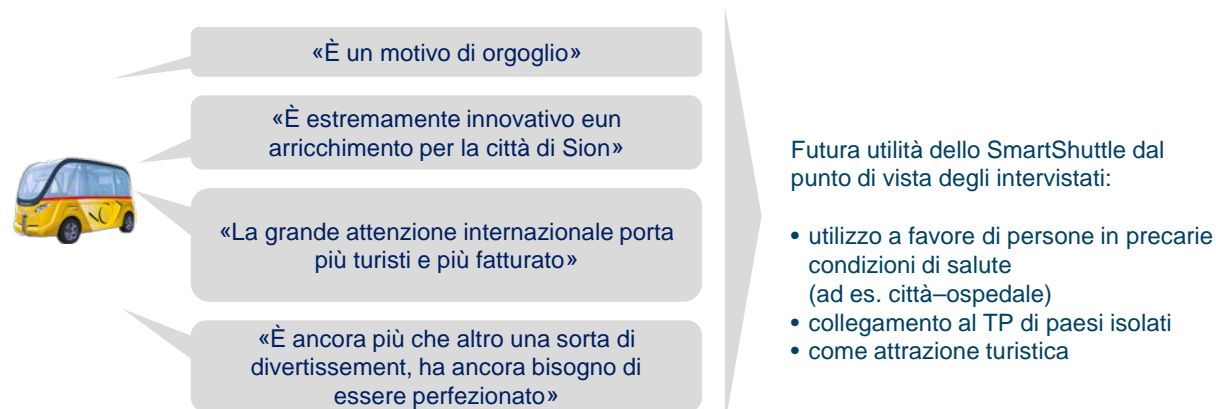 «È un motivo di orgoglio»
«È estremamente innovativo eun
arricchimento per la città di Sion»
«La grande attenzione internazionale porta
più turisti e più fatturato»
«È ancora più che altro una sorta di
divertissement, ha ancora bisogno di
essere perfezionato»
Futura utilità dello SmartShuttle dal
punto di vista degli intervistati:
• utilizzo a favore di persone in precarie
condizioni di salute
(ad es. città–ospedale)
• collegamento al TP di paesi isolati
• come attrazione turistica